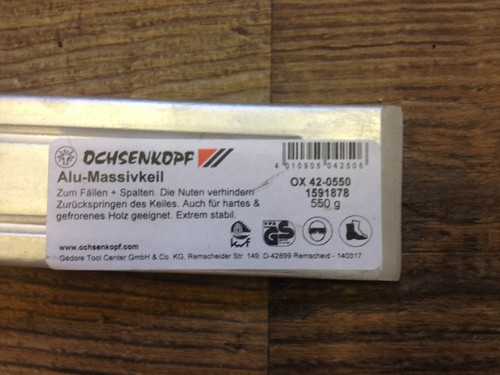 OCHSENKOPF
Alu-Massivkeil
Zum Fällen + Spalten. Die Nuten verhindern
Zurückspringen des Keiles. Auch für hartes &
gefrorenes Holz geeignet. Extrem stabil.
4 010905 042506
OX 42-0550
1591878
550 g
kwf
GS
www.ochsenkopf.com
Gedore Tool Center GmbH & Co. KG, Remscheider Str. 149, D-42899 Remscheid - 140317